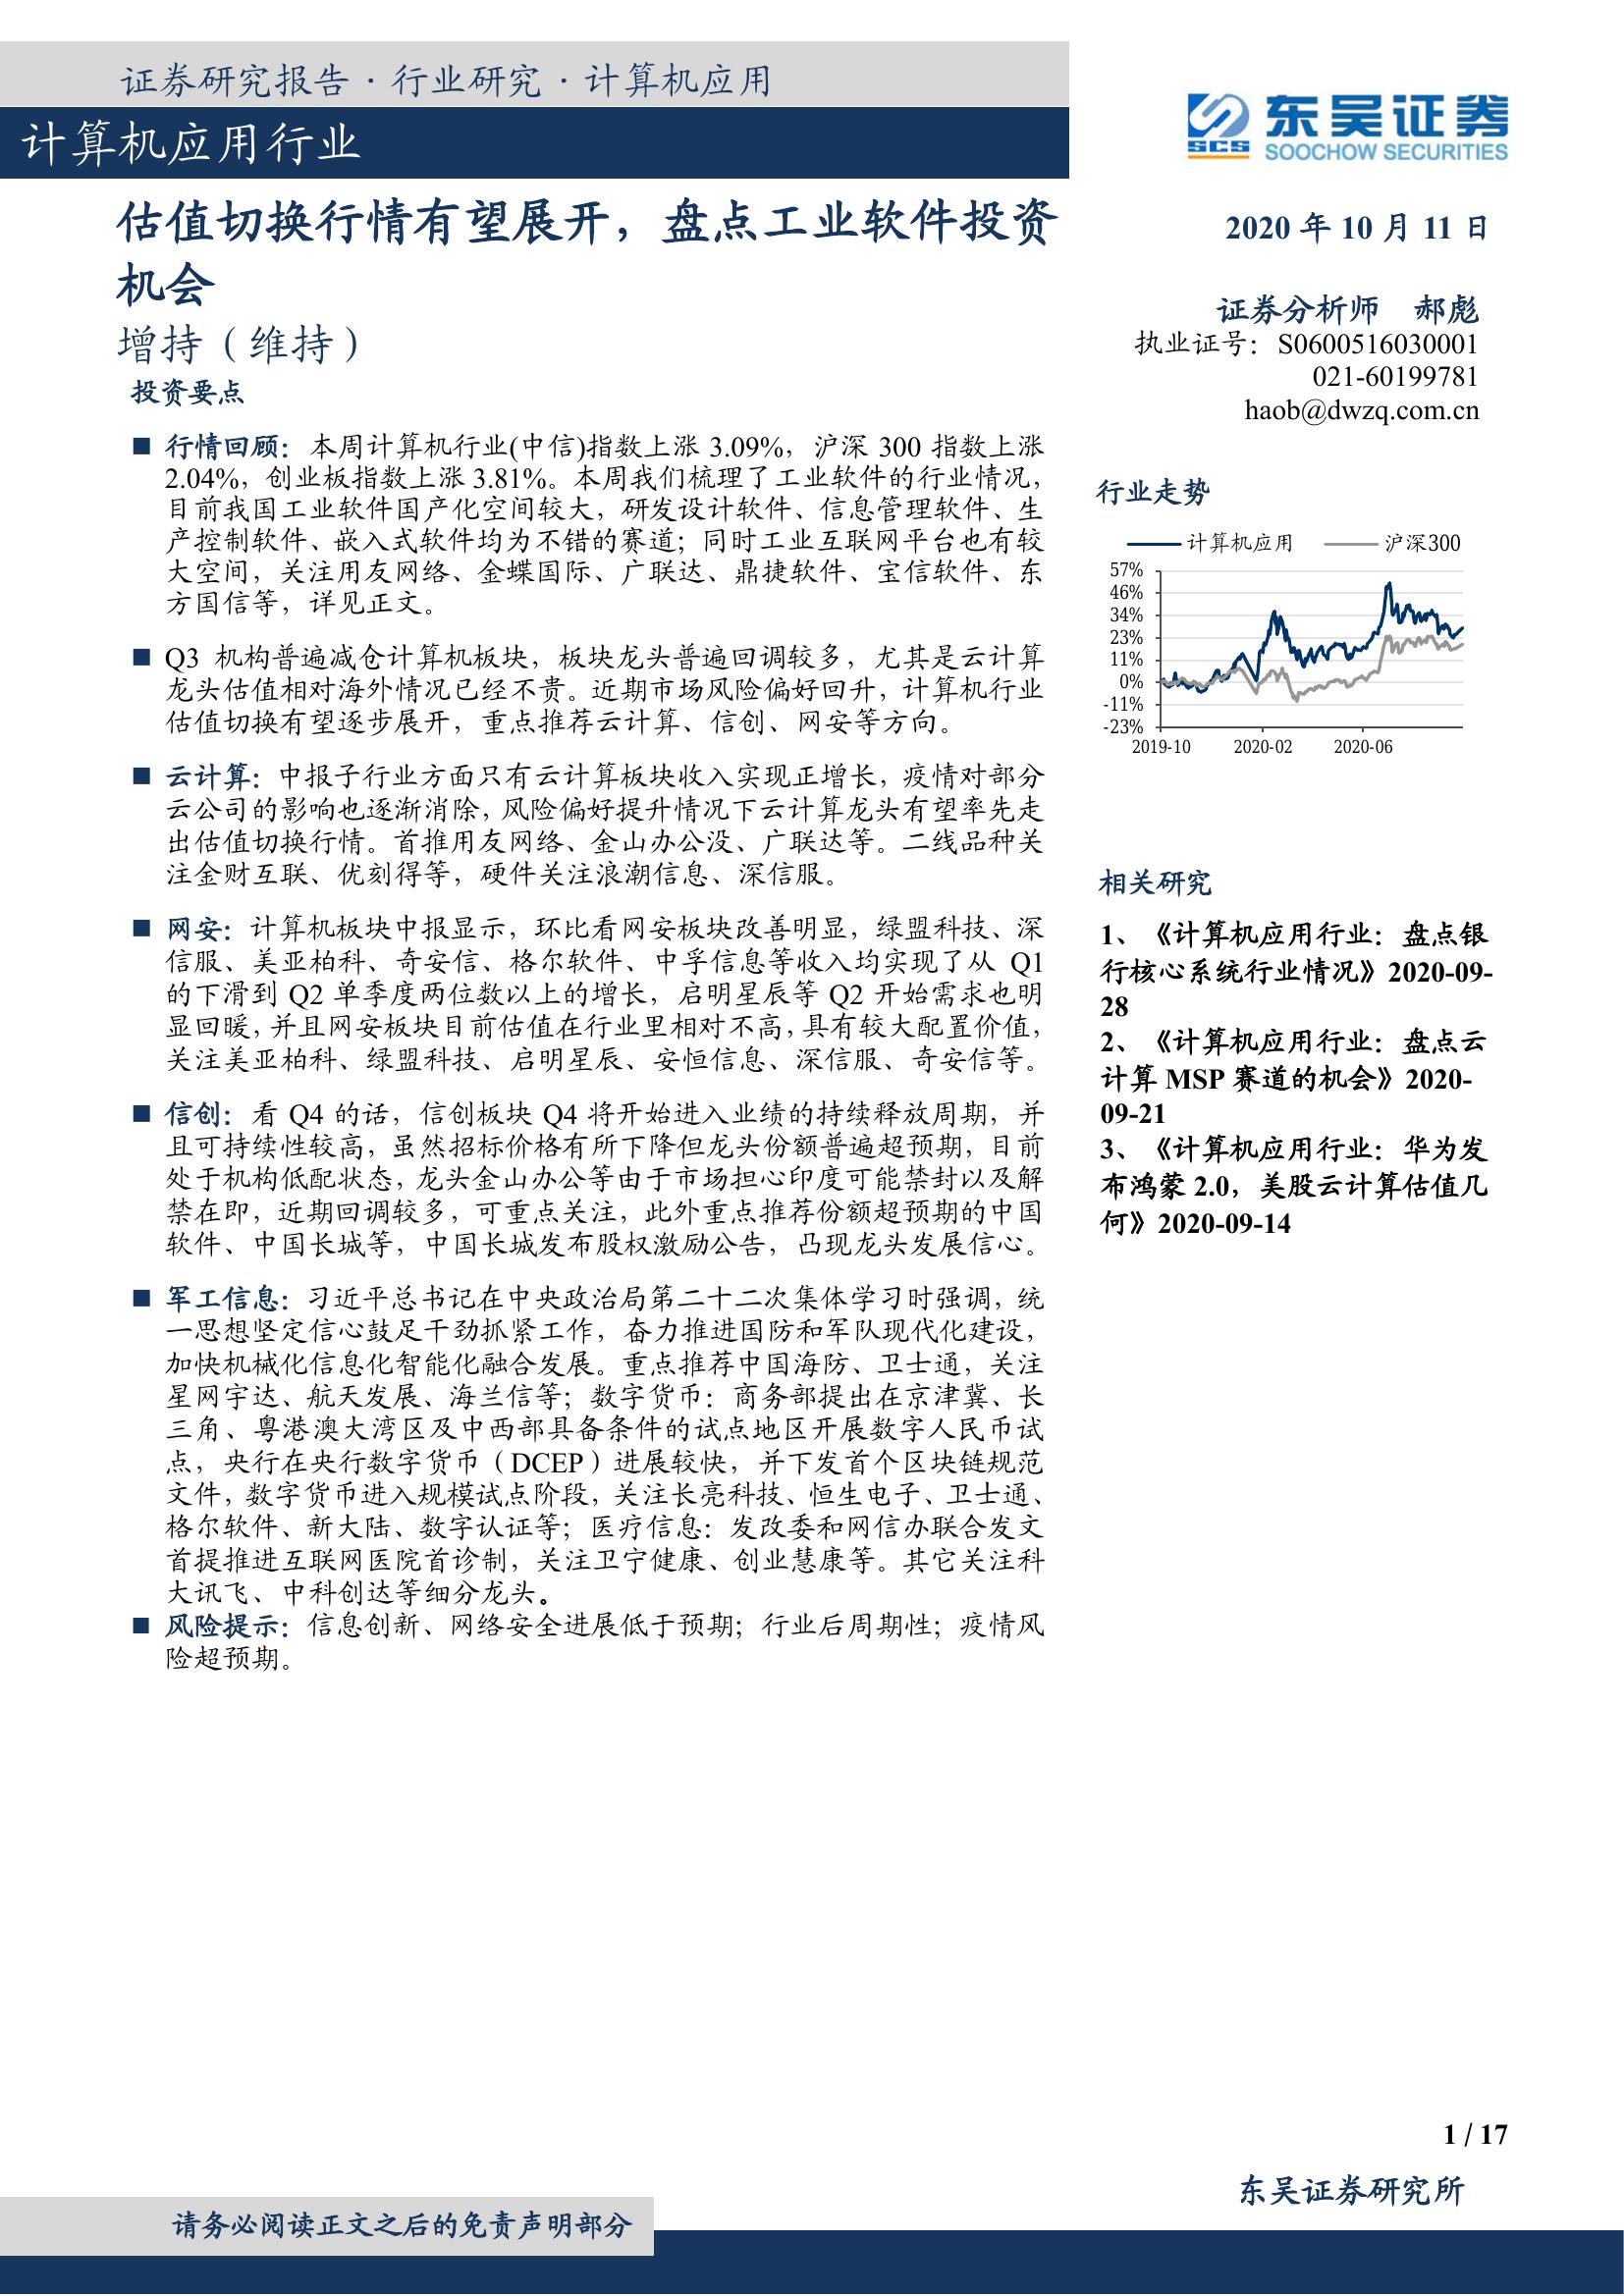 证券研究报告·行业研究·计算机应用
计算机应用行业
东吴证券
SCS
SOOCHOW SECURITIES
估值切换行情有望展开，盘点工业软件投资
机会
增持（维持）
投资要点
■ 行情回顾：本周计算机行业(中信)指数上涨 3.09%，沪深 300 指数上涨
2.04%，创业板指数上涨 3.81%。本周我们梳理了工业软件的行业情况，
目前我国工业软件国产化空间较大，研发设计软件、信息管理软件、生
产控制软件、嵌入式软件均为不错的赛道；同时工业互联网平台也有较
大空间，关注用友网络、金蝶国际、广联达、鼎捷软件、宝信软件、东
方国信等，详见正文。
■ Q3 机构普遍减仓计算机板块，板块龙头普遍回调较多，尤其是云计算
龙头估值相对海外情况已经不贵。近期市场风险偏好回升，计算机行业
估值切换有望逐步展开，重点推荐云计算、信创、网安等方向。
■ 云计算：中报子行业方面只有云计算板块收入实现正增长，疫情对部分
云公司的影响也逐渐消除，风险偏好提升情况下云计算龙头有望率先走
出估值切换行情。首推用友网络、金山办公没、广联达等。二线品种关
注金财互联、优刻得等，硬件关注浪潮信息、深信服。
■ 网安：计算机板块中报显示，环比看网安板块改善明显，绿盟科技、深
信服、美亚柏科、奇安信、格尔软件、中孚信息等收入均实现了从 Q1
的下滑到 Q2 单季度两位数以上的增长，启明星辰等 Q2 开始需求也明
显回暖，并且网安板块目前估值在行业里相对不高，具有较大配置价值，
关注美亚柏科、绿盟科技、启明星辰、安恒信息、深信服、奇安信等。
■ 信创：看 Q4 的话，信创板块 Q4 将开始进入业绩的持续释放周期，并
且可持续性较高，虽然招标价格有所下降但龙头份额普遍超预期，目前
处于机构低配状态，龙头金山办公等由于市场担心印度可能禁封以及解
禁在即，近期回调较多，可重点关注，此外重点推荐份额超预期的中国
软件、中国长城等，中国长城发布股权激励公告，凸现龙头发展信心。
■ 军工信息：习近平总书记在中央政治局第二十二次集体学习时强调，统
一思想坚定信心鼓足干劲抓紧工作，奋力推进国防和军队现代化建设，
加快机械化信息化智能化融合发展。重点推荐中国海防、卫士通，关注
星网宇达、航天发展、海兰信等；数字货币：商务部提出在京津冀、长
三角、粤港澳大湾区及中西部具备条件的试点地区开展数字人民币试
点，央行在央行数字货币（DCEP）进展较快，并下发首个区块链规范
文件，数字货币进入规模试点阶段，关注长亮科技、恒生电子、卫士通、
格尔软件、新大陆、数字认证等；医疗信息：发改委和网信办联合发文
首提推进互联网医院首诊制，关注卫宁健康、创业慧康等。其它关注科
大讯飞、中科创达等细分龙头。
■ 风险提示：信息创新、网络安全进展低于预期；行业后周期性；疫情风
险超预期。
2020 年 10 月 11 日
证券分析师 郝彪
执业证号：S0600516030001
021-60199781
haob@dwzq.com.cn
行业走势
计算机应用 沪深300
57%
46%
34%
23%
11%
0%
-11%
-23%
2019-10 2020-02 2020-06
相关研究
1、《计算机应用行业：盘点银
行核心系统行业情况》2020-09-
28
2、《计算机应用行业：盘点云
计算 MSP 赛道的机会》2020-
09-21
3、《计算机应用行业：华为发
布鸿蒙 2.0，美股云计算估值几
何》2020-09-14
1 / 17
东吴证券研究所
请务必阅读正文之后的免责声明部分